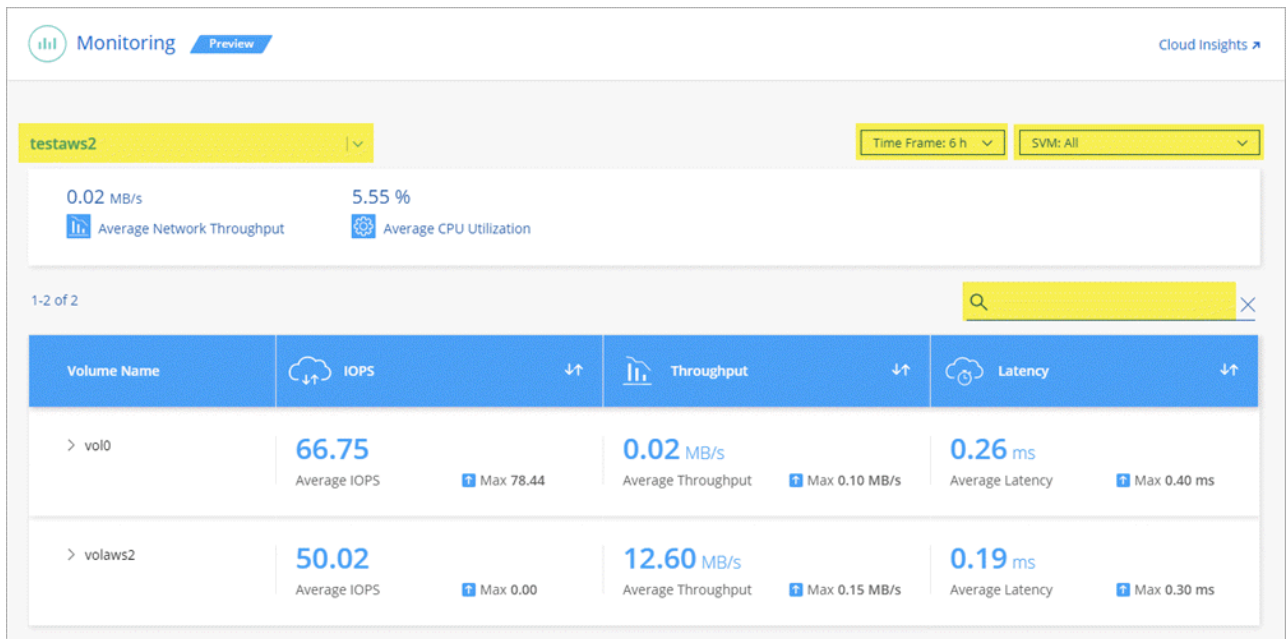 Monitoring Preview Cloud Insights
testaws2 Time Frame: 6 h SVM: All
0.02 MB/s 5.55 %
Average Network Throughput Average CPU Utilization
1-2 of 2
Volume Name IOPS Throughput Latency
vol0 66.75 0.02 MB/s 0.26 ms
Average IOPS Max 78.44 Average Throughput Max 0.10 MB/s Average Latency Max 0.40 ms
volaws2 50.02 12.60 MB/s 0.19 ms
Average IOPS Max 0.00 Average Throughput Max 0.15 MB/s Average Latency Max 0.30 ms